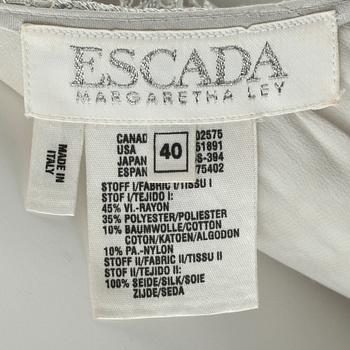 ESCADA
MARGARETHA LEY
MADE IN
ITALY
40
CANAD 02575
USA 51891
JAPAN S-394
ESPAN 75402
STOFF I/FABRIC I/TISSU I
STOF I/TEJIDO I:
45% VI.-RAYON
35% POLYESTER/POLIESTER
10% BAUMWOLLE/COTTON
COTON/KATOEN/ALGODON
10% PA.-NYLON
STOFF II/FABRIC II/TISSU II
STOF II/TEJIDO II:
100% SEIDE/SILK/SOIE
ZIJDE/SEDA